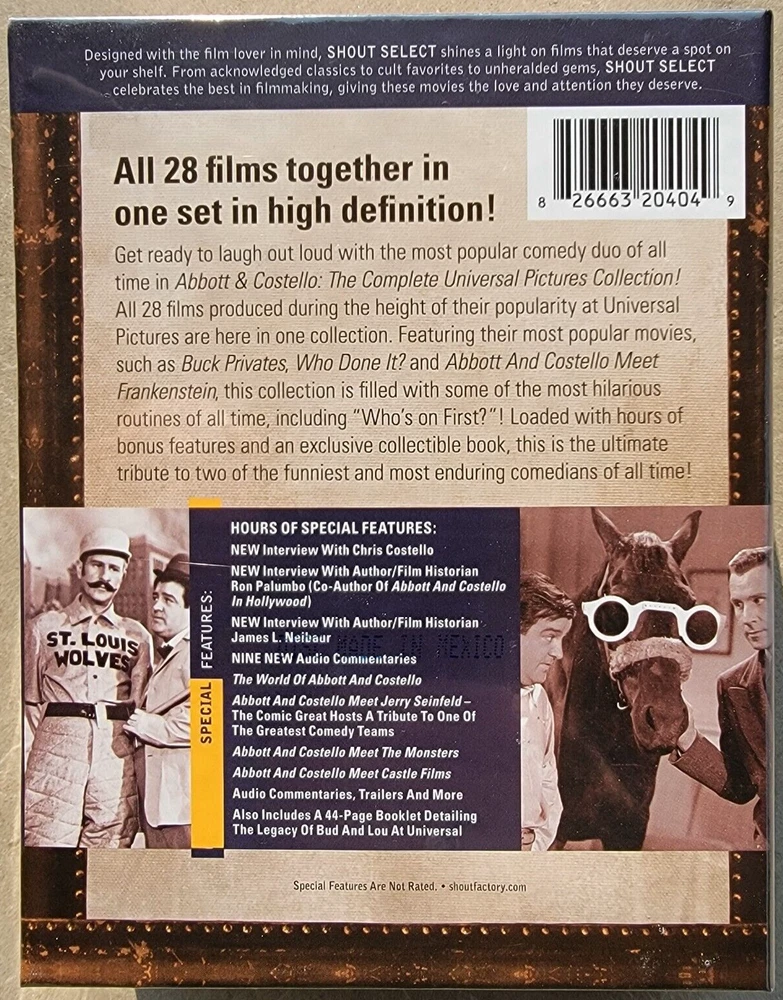 Designed with the film lover in mind, SHOUT SELECT shines a light on films that deserve a spot on
your shelf. From acknowledged classics to cult favorites to unheralded gems, SHOUT SELECT
celebrates the best in filmmaking, giving these movies the love and attention they deserve.
All 28 films together in
one set in high definition!
8 26663 20404 9
Get ready to laugh out loud with the most popular comedy duo of all
time in Abbott & Costello: The Complete Universal Pictures Collection!
All 28 films produced during the height of their popularity at Universal
Pictures are here in one collection. Featuring their most popular movies,
such as Buck Privates, Who Done It? and Abbott And Costello Meet
Frankenstein, this collection is filled with some of the most hilarious
routines of all time, including "Who's on First?"! Loaded with hours of
bonus features and an exclusive collectible book, this is the ultimate
tribute to two of the funniest and most enduring comedians of all time!
ST. LOUIS
WOLVES
SPECIAL FEATURES:
HOURS OF SPECIAL FEATURES:
NEW Interview With Chris Costello
NEW Interview With Author/Film Historian
Ron Palumbo (Co-Author Of Abbott And Costello
In Hollywood)
NEW Interview With Author/Film Historian
James L. Neibaur
MADE IN MEXICO
NINE NEW Audio Commentaries
The World Of Abbott And Costello
Abbott And Costello Meet Jerry Seinfeld –
The Comic Great Hosts A Tribute To One Of
The Greatest Comedy Teams
Abbott And Costello Meet The Monsters
Abbott And Costello Meet Castle Films
Audio Commentaries, Trailers And More
Also Includes A 44-Page Booklet Detailing
The Legacy Of Bud And Lou At Universal
Special Features Are Not Rated. • shoutfactory.com